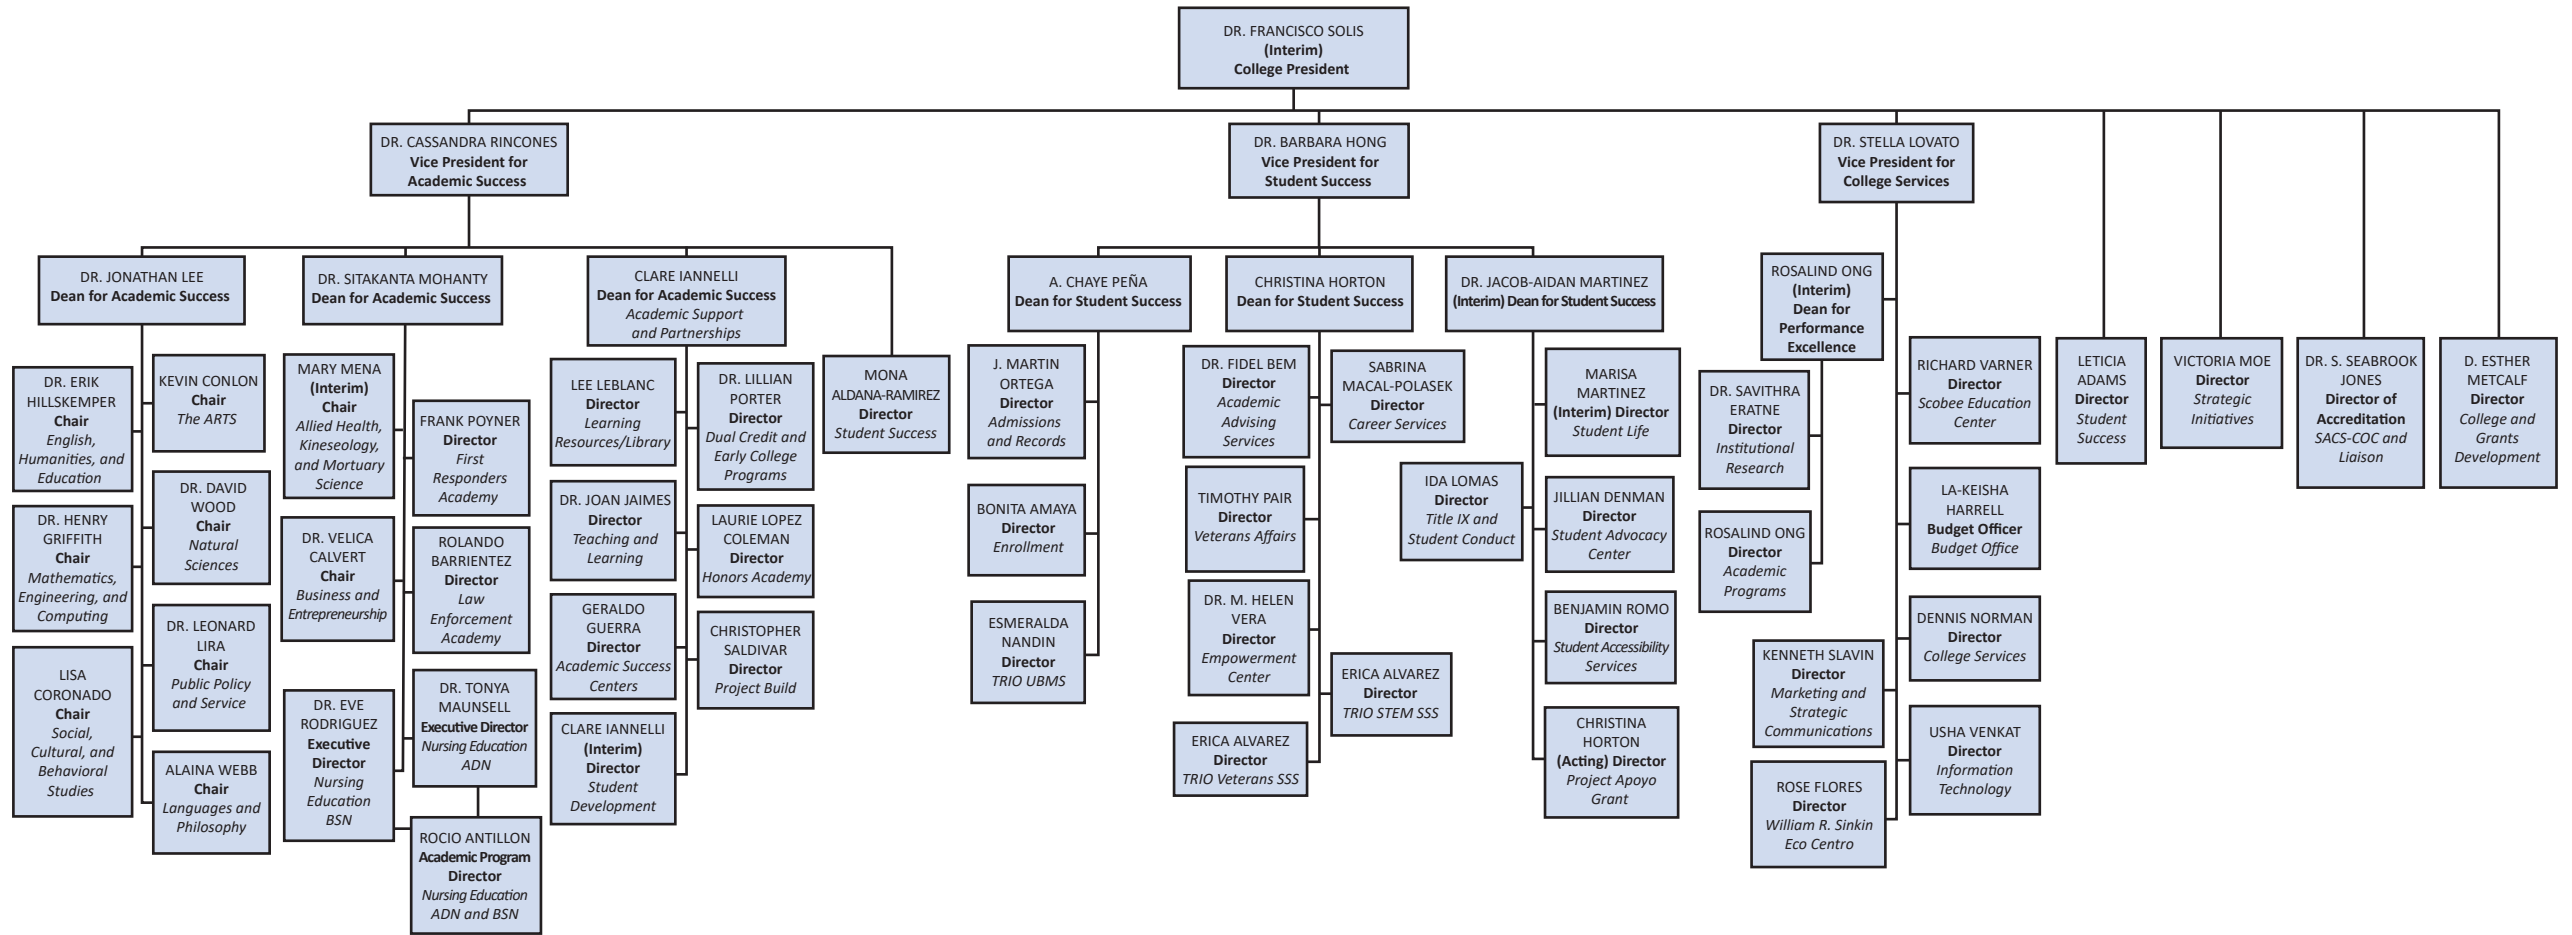 DR. FRANCISCO SOLIS
(Interim)
College President
DR. CASSANDRA RINCONES
Vice President for
Academic Success
DR. BARBARA HONG
Vice President for
Student Success
DR. STELLA LOVATO
Vice President for
College Services
DR. JONATHAN LEE
Dean for Academic Success
DR. ERIK
HILLSKEMPER
Chair
English,
Humanities, and
Education
KEVIN CONLON
Chair
The ARTS
DR. HENRY
GRIFFITH
Chair
Mathematics,
Engineering, and
Computing
DR. DAVID
WOOD
Chair
Natural
Sciences
LISA
CORONADO
Chair
Social,
Cultural, and
Behavioral
Studies
DR. LEONARD
LIRA
Chair
Public Policy
and Service
ALAINA WEBB
Chair
Languages and
Philosophy
DR. SITAKANTA MOHANTY
Dean for Academic Success
MARY MENA
(Interim)
Chair
Allied Health,
Kineseology,
and Mortuary
Science
FRANK POYNER
Director
First
Responders
Academy
DR. VELICA
CALVERT
Chair
Business and
Entrepreneurship
ROLANDO
BARRIENTEZ
Director
Law
Enforcement
Academy
DR. EVE
RODRIGUEZ
Executive
Director
Nursing
Education
BSN
DR. TONYA
MAUNSELL
Executive Director
Nursing Education
ADN
ROCIO ANTILLON
Academic Program
Director
Nursing Education
ADN and BSN
CLARE IANNELLI
Dean for Academic Success
Academic Support
and Partnerships
LEE LEBLANC
Director
Learning
Resources/Library
DR. LILLIAN
PORTER
Director
Dual Credit and
Early College
Programs
DR. JOAN JAIMES
Director
Teaching and
Learning
LAURIE LOPEZ
COLEMAN
Director
Honors Academy
GERALDO
GUERRA
Director
Academic Success
Centers
CHRISTOPHER
SALDIVAR
Director
Project Build
CLARE IANNELLI
(Interim)
Director
Student
Development
MONA
ALDANA-RAMIREZ
Director
Student Success
A. CHAYE PEÑA
Dean for Student Success
J. MARTIN
ORTEGA
Director
Admissions
and Records
BONITA AMAYA
Director
Enrollment
ESMERALDA
NANDIN
Director
TRIO UBMS
CHRISTINA HORTON
Dean for Student Success
DR. FIDEL BEM
Director
Academic
Advising
Services
SABRINA
MACAL-POLASEK
Director
Career Services
TIMOTHY PAIR
Director
Veterans Affairs
DR. M. HELEN
VERA
Director
Empowerment
Center
ERICA ALVAREZ
Director
TRIO STEM SSS
ERICA ALVAREZ
Director
TRIO Veterans SSS
DR. JACOB-AIDAN MARTINEZ
(Interim) Dean for Student Success
MARISA
MARTINEZ
(Interim) Director
Student Life
IDA LOMAS
Director
Title IX and
Student Conduct
JILLIAN DENMAN
Director
Student Advocacy
Center
BENJAMIN ROMO
Director
Student Accessibility
Services
CHRISTINA
HORTON
(Acting) Director
Project Apoyo
Grant
ROSALIND ONG
(Interim)
Dean for
Performance
Excellence
DR. SAVITHRA
ERATNE
Director
Institutional
Research
ROSALIND ONG
Director
Academic
Programs
RICHARD VARNER
Director
Scobee Education
Center
LA-KEISHA
HARRELL
Budget Officer
Budget Office
DENNIS NORMAN
Director
College Services
KENNETH SLAVIN
Director
Marketing and
Strategic
Communications
USHA VENKAT
Director
Information
Technology
ROSE FLORES
Director
William R. Sinkin
Eco Centro
LETICIA
ADAMS
Director
Student
Success
VICTORIA MOE
Director
Strategic
Initiatives
DR. S. SEABROOK
JONES
Director of
Accreditation
SACS-COC and
Liaison
D. ESTHER
METCALF
Director
College and
Grants
Development